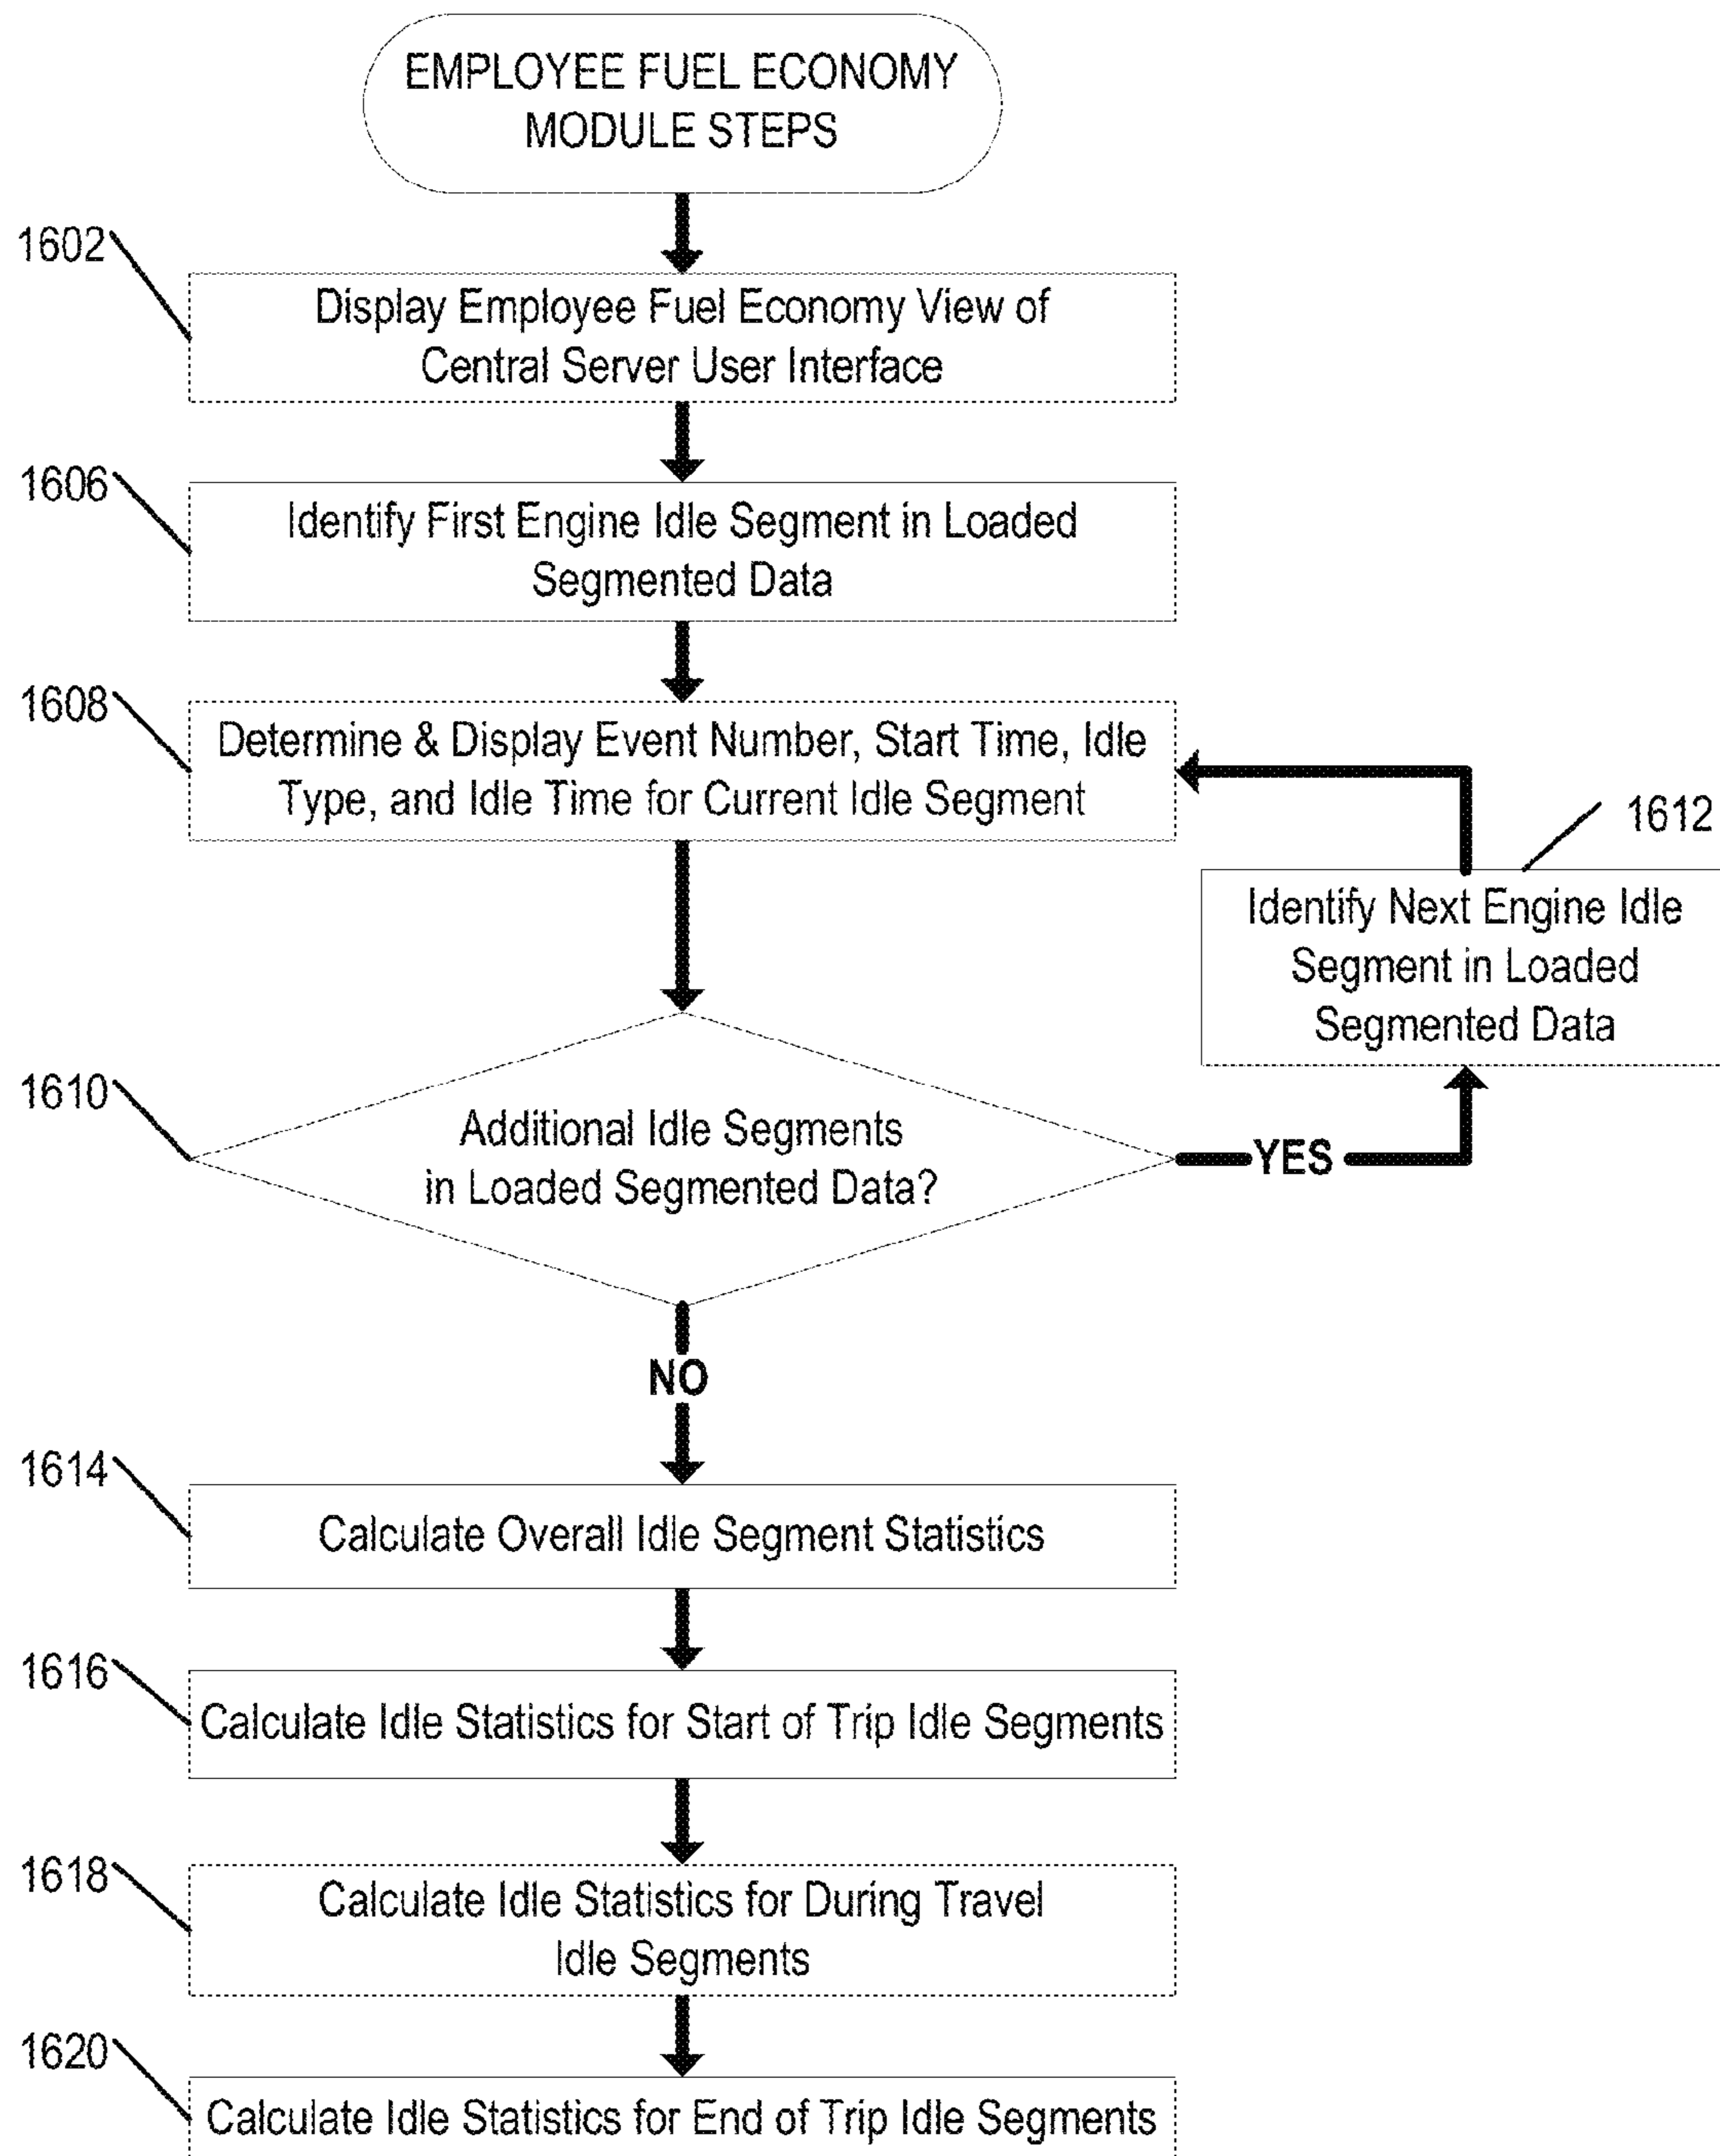 EMPLOYEE FUEL ECONOMY
MODULE STEPS
1602
Display Employee Fuel Economy View of
Central Server User Interface
1606
Identify First Engine Idle Segment in Loaded
Segmented Data
1608
Determine & Display Event Number, Start Time, Idle
Type, and Idle Time for Current Idle Segment
1612
Identify Next Engine Idle
Segment in Loaded
Segmented Data
1610
Additional Idle Segments
in Loaded Segmented Data?
YES
NO
1614
Calculate Overall Idle Segment Statistics
1616
Calculate Idle Statistics for Start of Trip Idle Segments
1618
Calculate Idle Statistics for During Travel
Idle Segments
1620
Calculate Idle Statistics for End of Trip Idle Segments